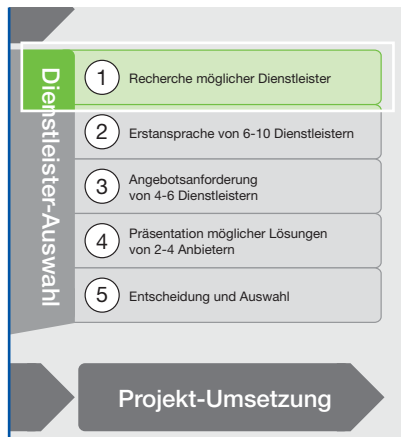 Dienstleister-Auswahl
1 Recherche möglicher Dienstleister
2 Erstansprache von 6-10 Dienstleistern
3 Angebotsanforderung
von 4-6 Dienstleistern
4 Präsentation möglicher Lösungen
von 2-4 Anbietern
5 Entscheidung und Auswahl
Projekt-Umsetzung